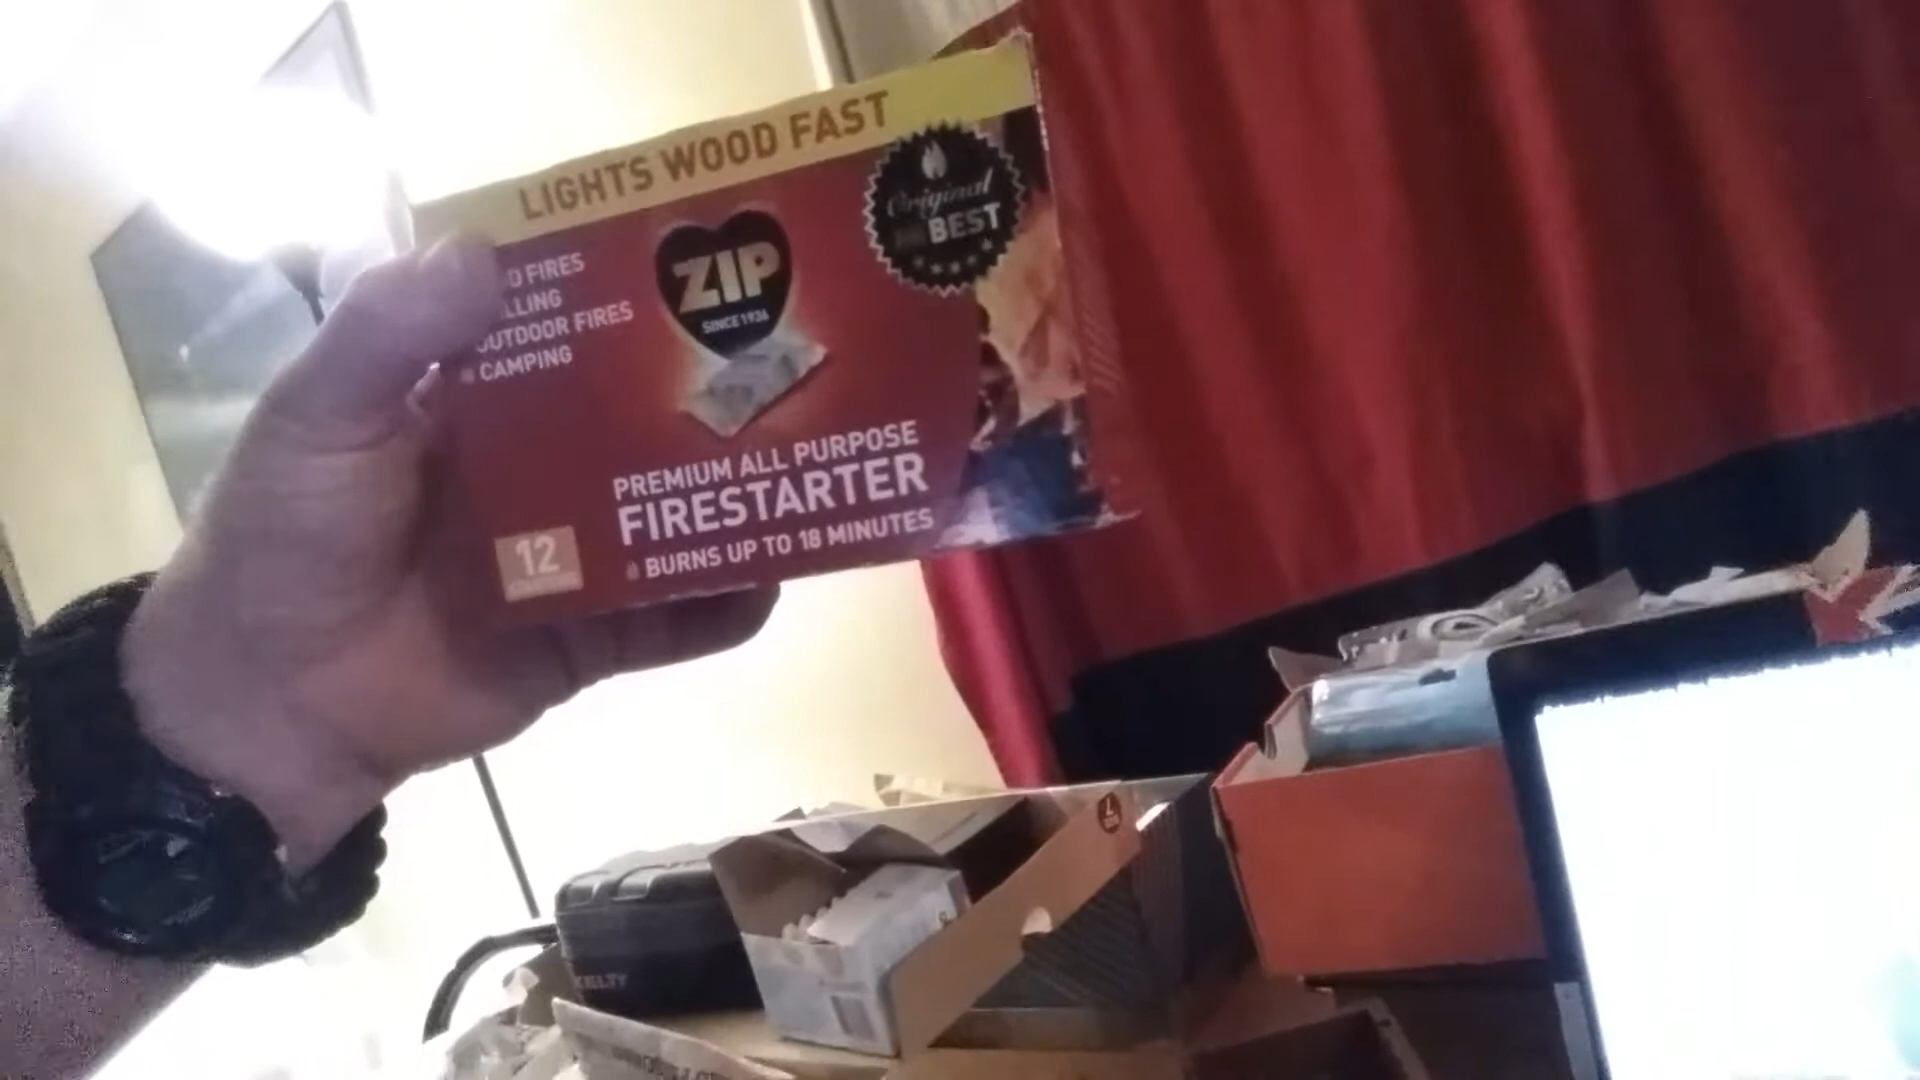 LIGHTS WOOD FAST
Original
BEST
FIRES
ZIP
SINCE 1936
OUTDOOR FIRES
CAMPING
PREMIUM ALL PURPOSE
FIRESTARTER
BURNS UP TO 18 MINUTES
12
KELTY